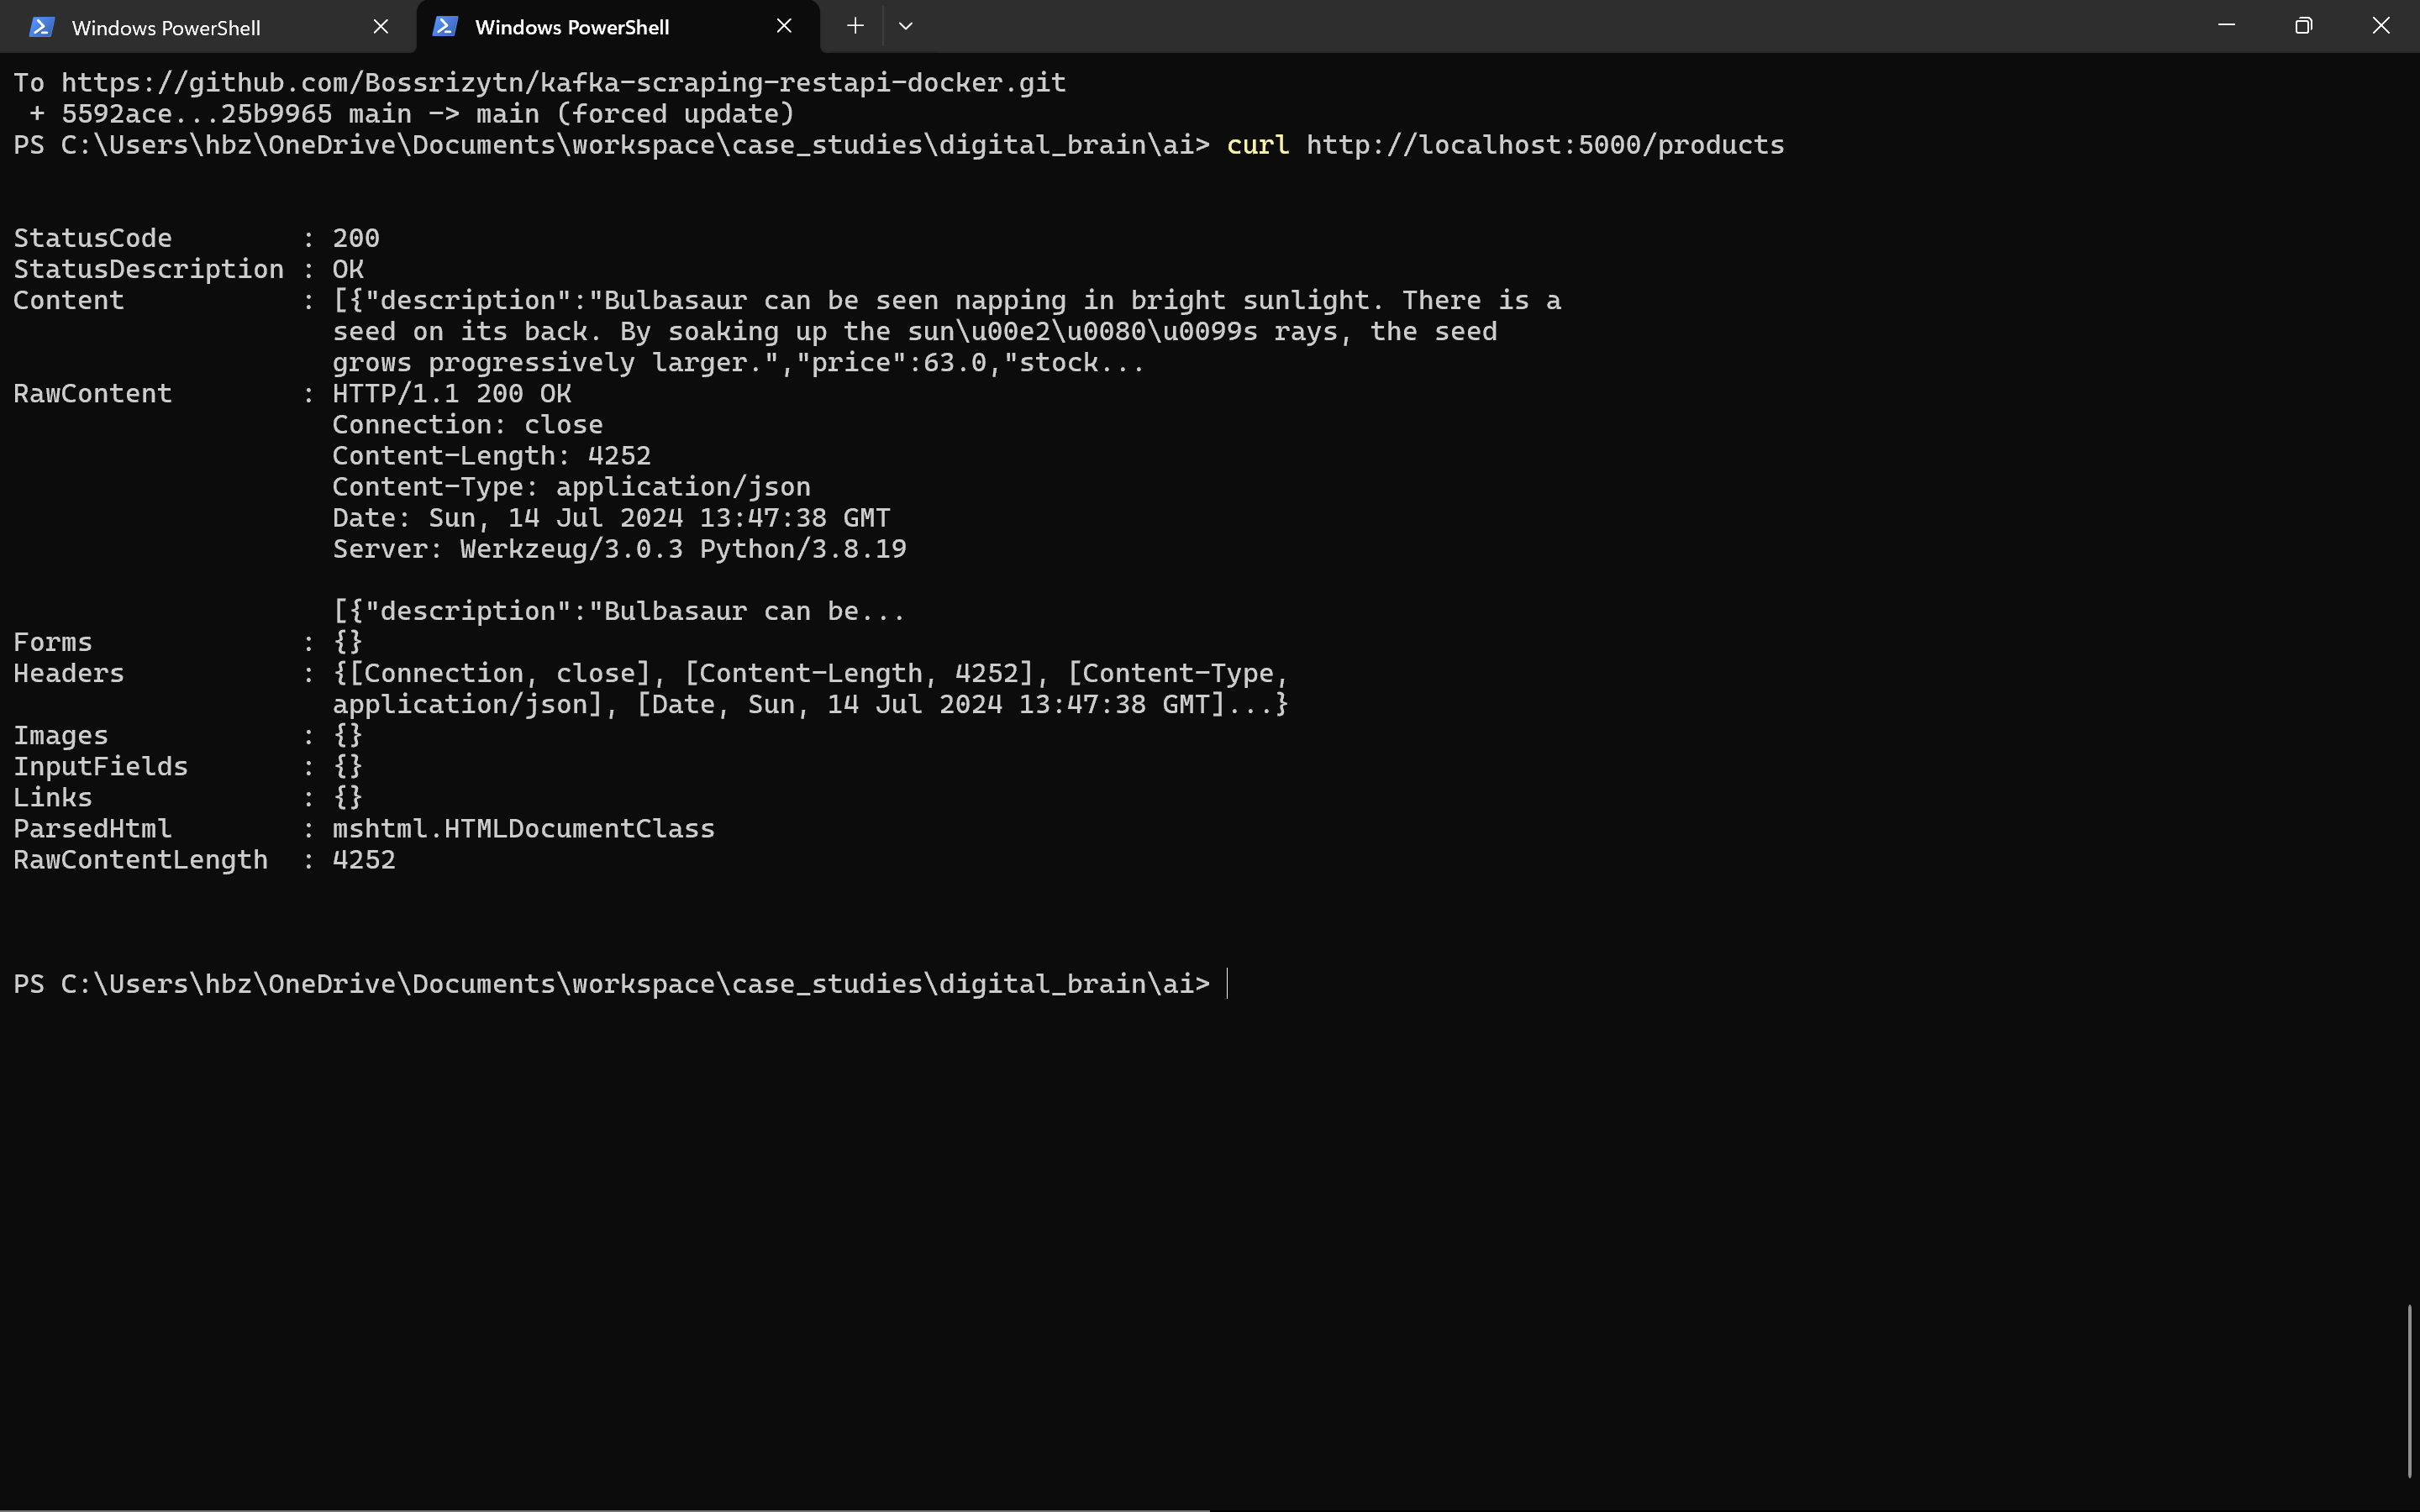 Windows PowerShell
Windows PowerShell
To https://github.com/Bossrizytn/kafka-scraping-restapi-docker.git
 + 5592ace...25b9965 main -> main (forced update)
PS C:\Users\hbz\OneDrive\Documents\workspace\case_studies\digital_brain\ai> curl http://localhost:5000/products
StatusCode        : 200
StatusDescription : OK
Content           : [{"description":"Bulbasaur can be seen napping in bright sunlight. There is a
                    seed on its back. By soaking up the sun\u00e2\u0080\u0099s rays, the seed
                    grows progressively larger.","price":63.0,"stock...
RawContent        : HTTP/1.1 200 OK
                    Connection: close
                    Content-Length: 4252
                    Content-Type: application/json
                    Date: Sun, 14 Jul 2024 13:47:38 GMT
                    Server: Werkzeug/3.0.3 Python/3.8.19
                    [{"description":"Bulbasaur can be...
Forms             : {}
Headers           : {[Connection, close], [Content-Length, 4252], [Content-Type,
                    application/json], [Date, Sun, 14 Jul 2024 13:47:38 GMT]...}
Images            : {}
InputFields       : {}
Links             : {}
ParsedHtml        : mshtml.HTMLDocumentClass
RawContentLength  : 4252
PS C:\Users\hbz\OneDrive\Documents\workspace\case_studies\digital_brain\ai>